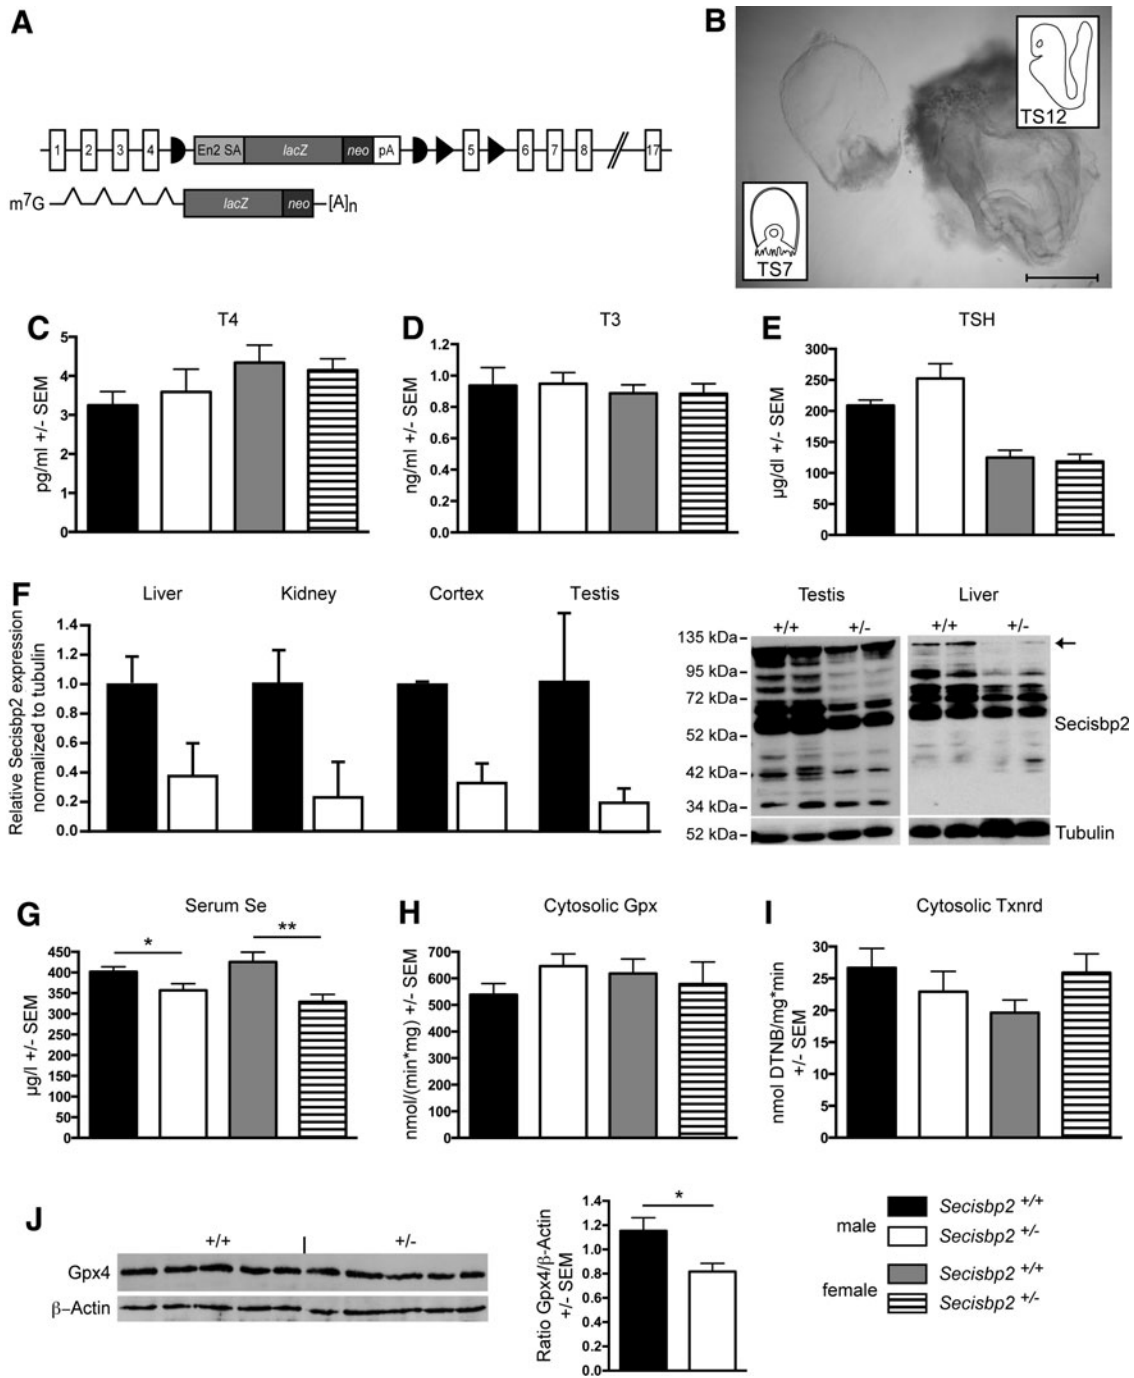 A
1 2 3 4 En2 SA lacZ neo pA 5 6 7 8 // 17
m7G lacZ neo [A]n
B
TS12
TS7
C
T4
pg/ml +/- SEM
5
4
3
2
1
0
D
T3
ng/ml +/- SEM
1.2
1.0
0.8
0.6
0.4
0.2
0.0
E
TSH
µg/dl +/- SEM
300
250
200
150
100
50
0
F
Relative Secisbp2 expression
normalized to tubulin
Liver Kidney Cortex Testis
1.4
1.2
1.0
0.8
0.6
0.4
0.2
0.0
Testis Liver
+/+ +/- +/+ +/-
135 kDa
95 kDa
72 kDa
52 kDa
42 kDa
34 kDa
52 kDa
Secisbp2
Tubulin
G
Serum Se
µg/l +/- SEM
450
400
350
300
250
200
150
100
50
0
* **
H
Cytosolic Gpx
nmol/(min*mg) +/- SEM
700
600
500
400
300
200
100
0
I
Cytosolic Txnrd
nmol DTNB/mg*min
+/- SEM
30
25
20
15
10
5
0
J
+/+ +/-
Gpx4
β-Actin
Ratio Gpx4/β-Actin
+/- SEM
1.4
1.2
1.0
0.8
0.6
0.4
0.2
0.0
*
male
Secisbp2 +/+
Secisbp2 +/-
female
Secisbp2 +/+
Secisbp2 +/-